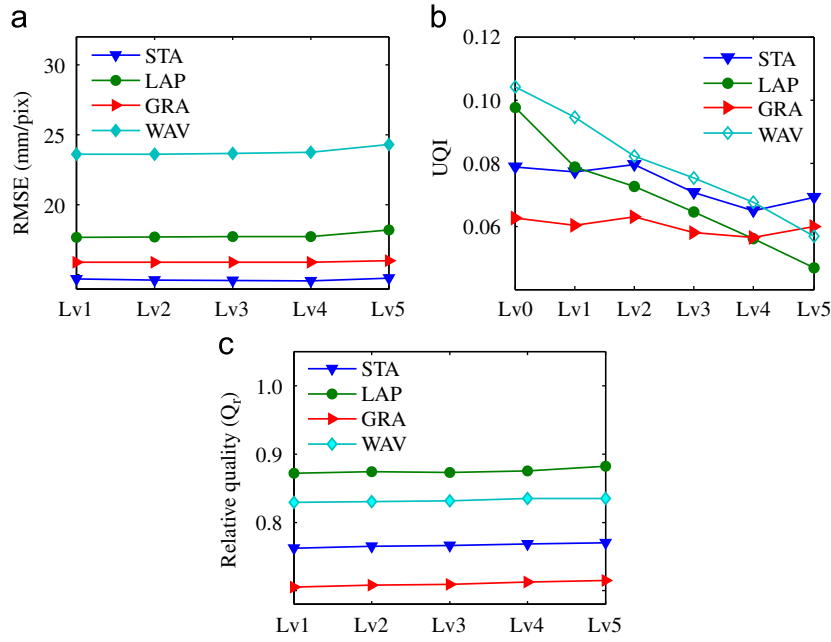 a
RMSE (mm/pix)
30
25
20
STA
LAP
GRA
WAV
Lv1 Lv2 Lv3 Lv4 Lv5
b
UQI
0.12
0.10
0.08
0.06
STA
LAP
GRA
WAV
Lv0 Lv1 Lv2 Lv3 Lv4 Lv5
c
Relative quality (Qr)
1.0
0.9
0.8
STA
LAP
GRA
WAV
Lv1 Lv2 Lv3 Lv4 Lv5